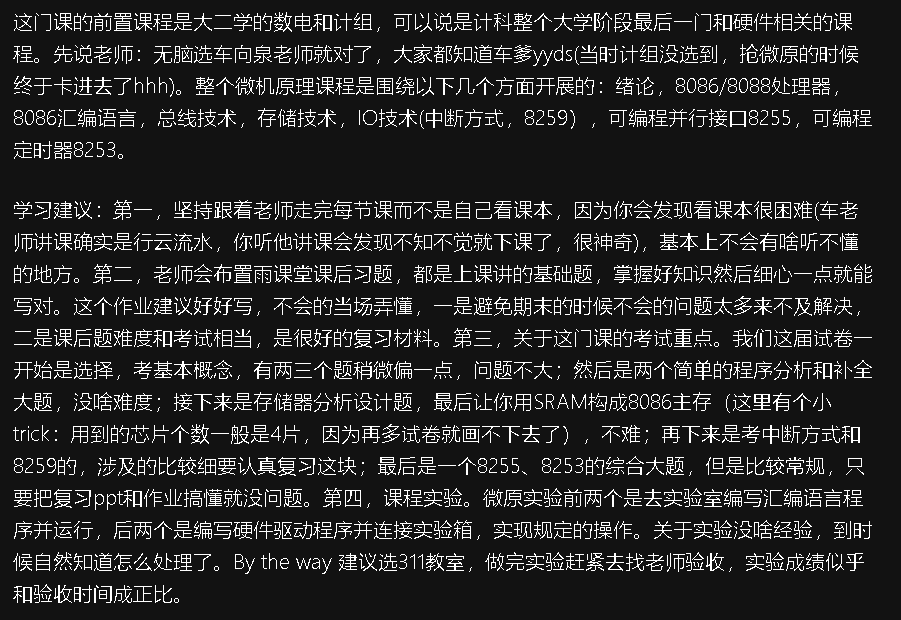 这门课的前置课程是大二学的数电和计组，可以说是计科整个大学阶段最后一门和硬件相关的课
程。先说老师：无脑选车向泉老师就对了，大家都知道车爹yyds(当时计组没选到，抢微原的时候
终于卡进去了hhh)。整个微机原理课程是围绕以下几个方面开展的：绪论，8086/8088处理器，
8086汇编语言，总线技术，存储技术，IO技术(中断方式，8259），可编程并行接口8255，可编程
定时器8253。
学习建议：第一，坚持跟着老师走完每节课而不是自己看课本，因为你会发现看课本很困难(车老
师讲课确实是行云流水，你听他讲课会发现不知不觉就下课了，很神奇)，基本上不会有啥听不懂
的地方。第二，老师会布置雨课堂课后习题，都是上课讲的基础题，掌握好知识然后细心一点就能
写对。这个作业建议好好写，不会的当场弄懂，一是避免期末的时候不会的问题太多来不及解决，
二是课后题难度和考试相当，是很好的复习材料。第三，关于这门课的考试重点。我们这届试卷一
开始是选择，考基本概念，有两三个题稍微偏一点，问题不大；然后是两个简单的程序分析和补全
大题，没啥难度；接下来是存储器分析设计题，最后让你用SRAM构成8086主存（这里有个小
trick：用到的芯片个数一般是4片，因为再多试卷就画不下去了），不难；再下来是考中断方式和
8259的，涉及的比较细要认真复习这块；最后是一个8255、8253的综合大题，但是比较常规，只
要把复习ppt和作业搞懂就没问题。第四，课程实验。微原实验前两个是去实验室编写汇编语言程
序并运行，后两个是编写硬件驱动程序并连接实验箱，实现规定的操作。关于实验没啥经验，到时
候自然知道怎么处理了。By the way 建议选311教室，做完实验赶紧去找老师验收，实验成绩似乎
和验收时间成正比。